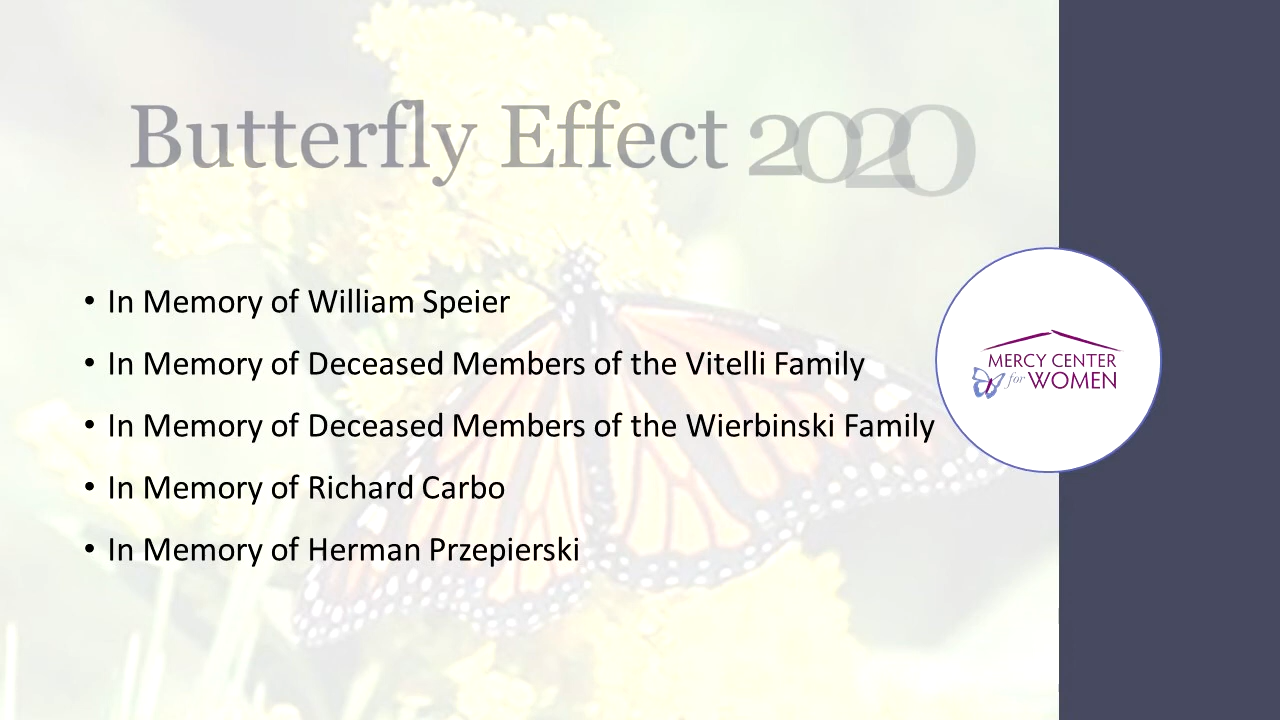 Butterfly Effect 2020
• In Memory of William Speier
• In Memory of Deceased Members of the Vitelli Family
• In Memory of Deceased Members of the Wierbinski Family
• In Memory of Richard Carbo
• In Memory of Herman Przepierski
MERCY CENTER
for WOMEN